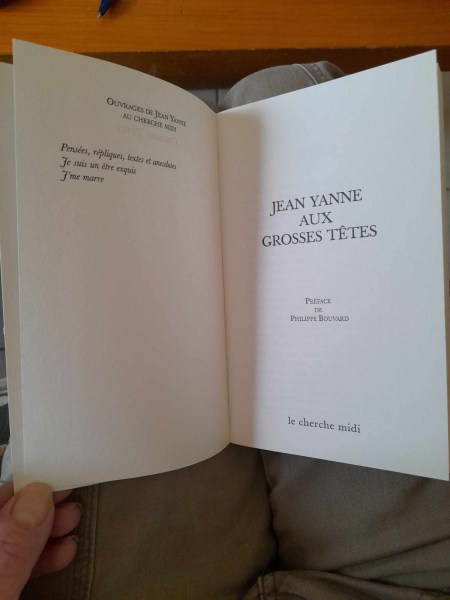 OUVRAGES DE JEAN YANNE
AU CHERCHE MIDI
Pensées, répliques, textes et anecdotes
Je suis un être exquis
J'me marre
JEAN YANNE
AUX
GROSSES TÊTES
PRÉFACE
DE
PHILIPPE BOUVARD
le cherche midi